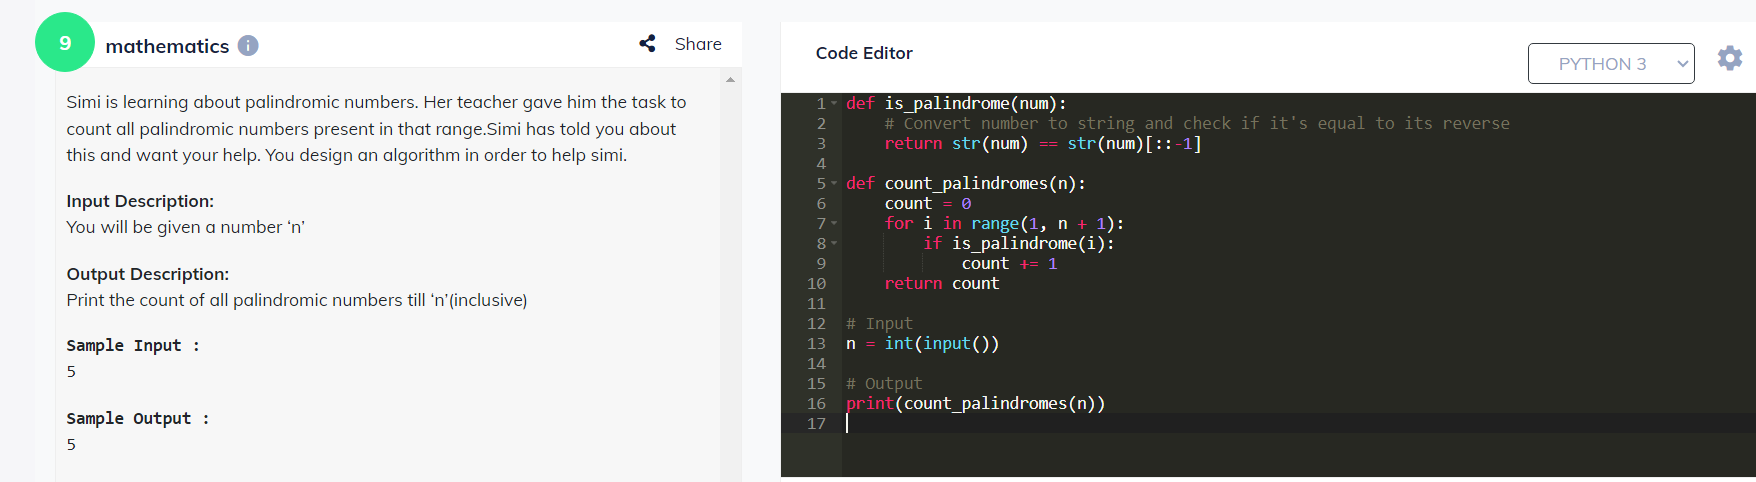 9
mathematics i
Share
Simi is learning about palindromic numbers. Her teacher gave him the task to
count all palindromic numbers present in that range.Simi has told you about
this and want your help. You design an algorithm in order to help simi.
Input Description:
You will be given a number ‘n’
Output Description:
Print the count of all palindromic numbers till ‘n’(inclusive)
Sample Input :
5
Sample Output :
5
Code Editor
PYTHON 3
1 def is_palindrome(num):
2     # Convert number to string and check if it's equal to its reverse
3     return str(num) == str(num)[::-1]
4
5 def count_palindromes(n):
6     count = 0
7     for i in range(1, n + 1):
8         if is_palindrome(i):
9             count += 1
10     return count
11
12 # Input
13 n = int(input())
14
15 # Output
16 print(count_palindromes(n))
17